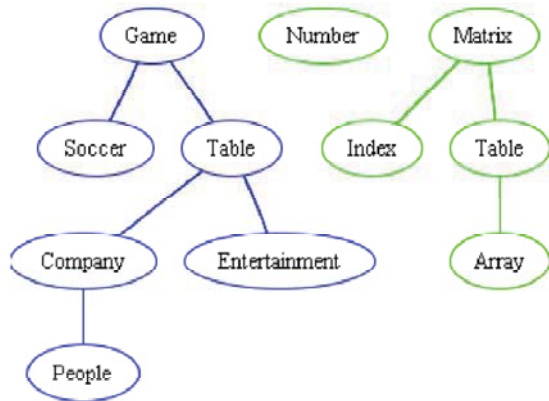 Game Number Matrix
Soccer Table Index Table
Company Entertainment Array
People